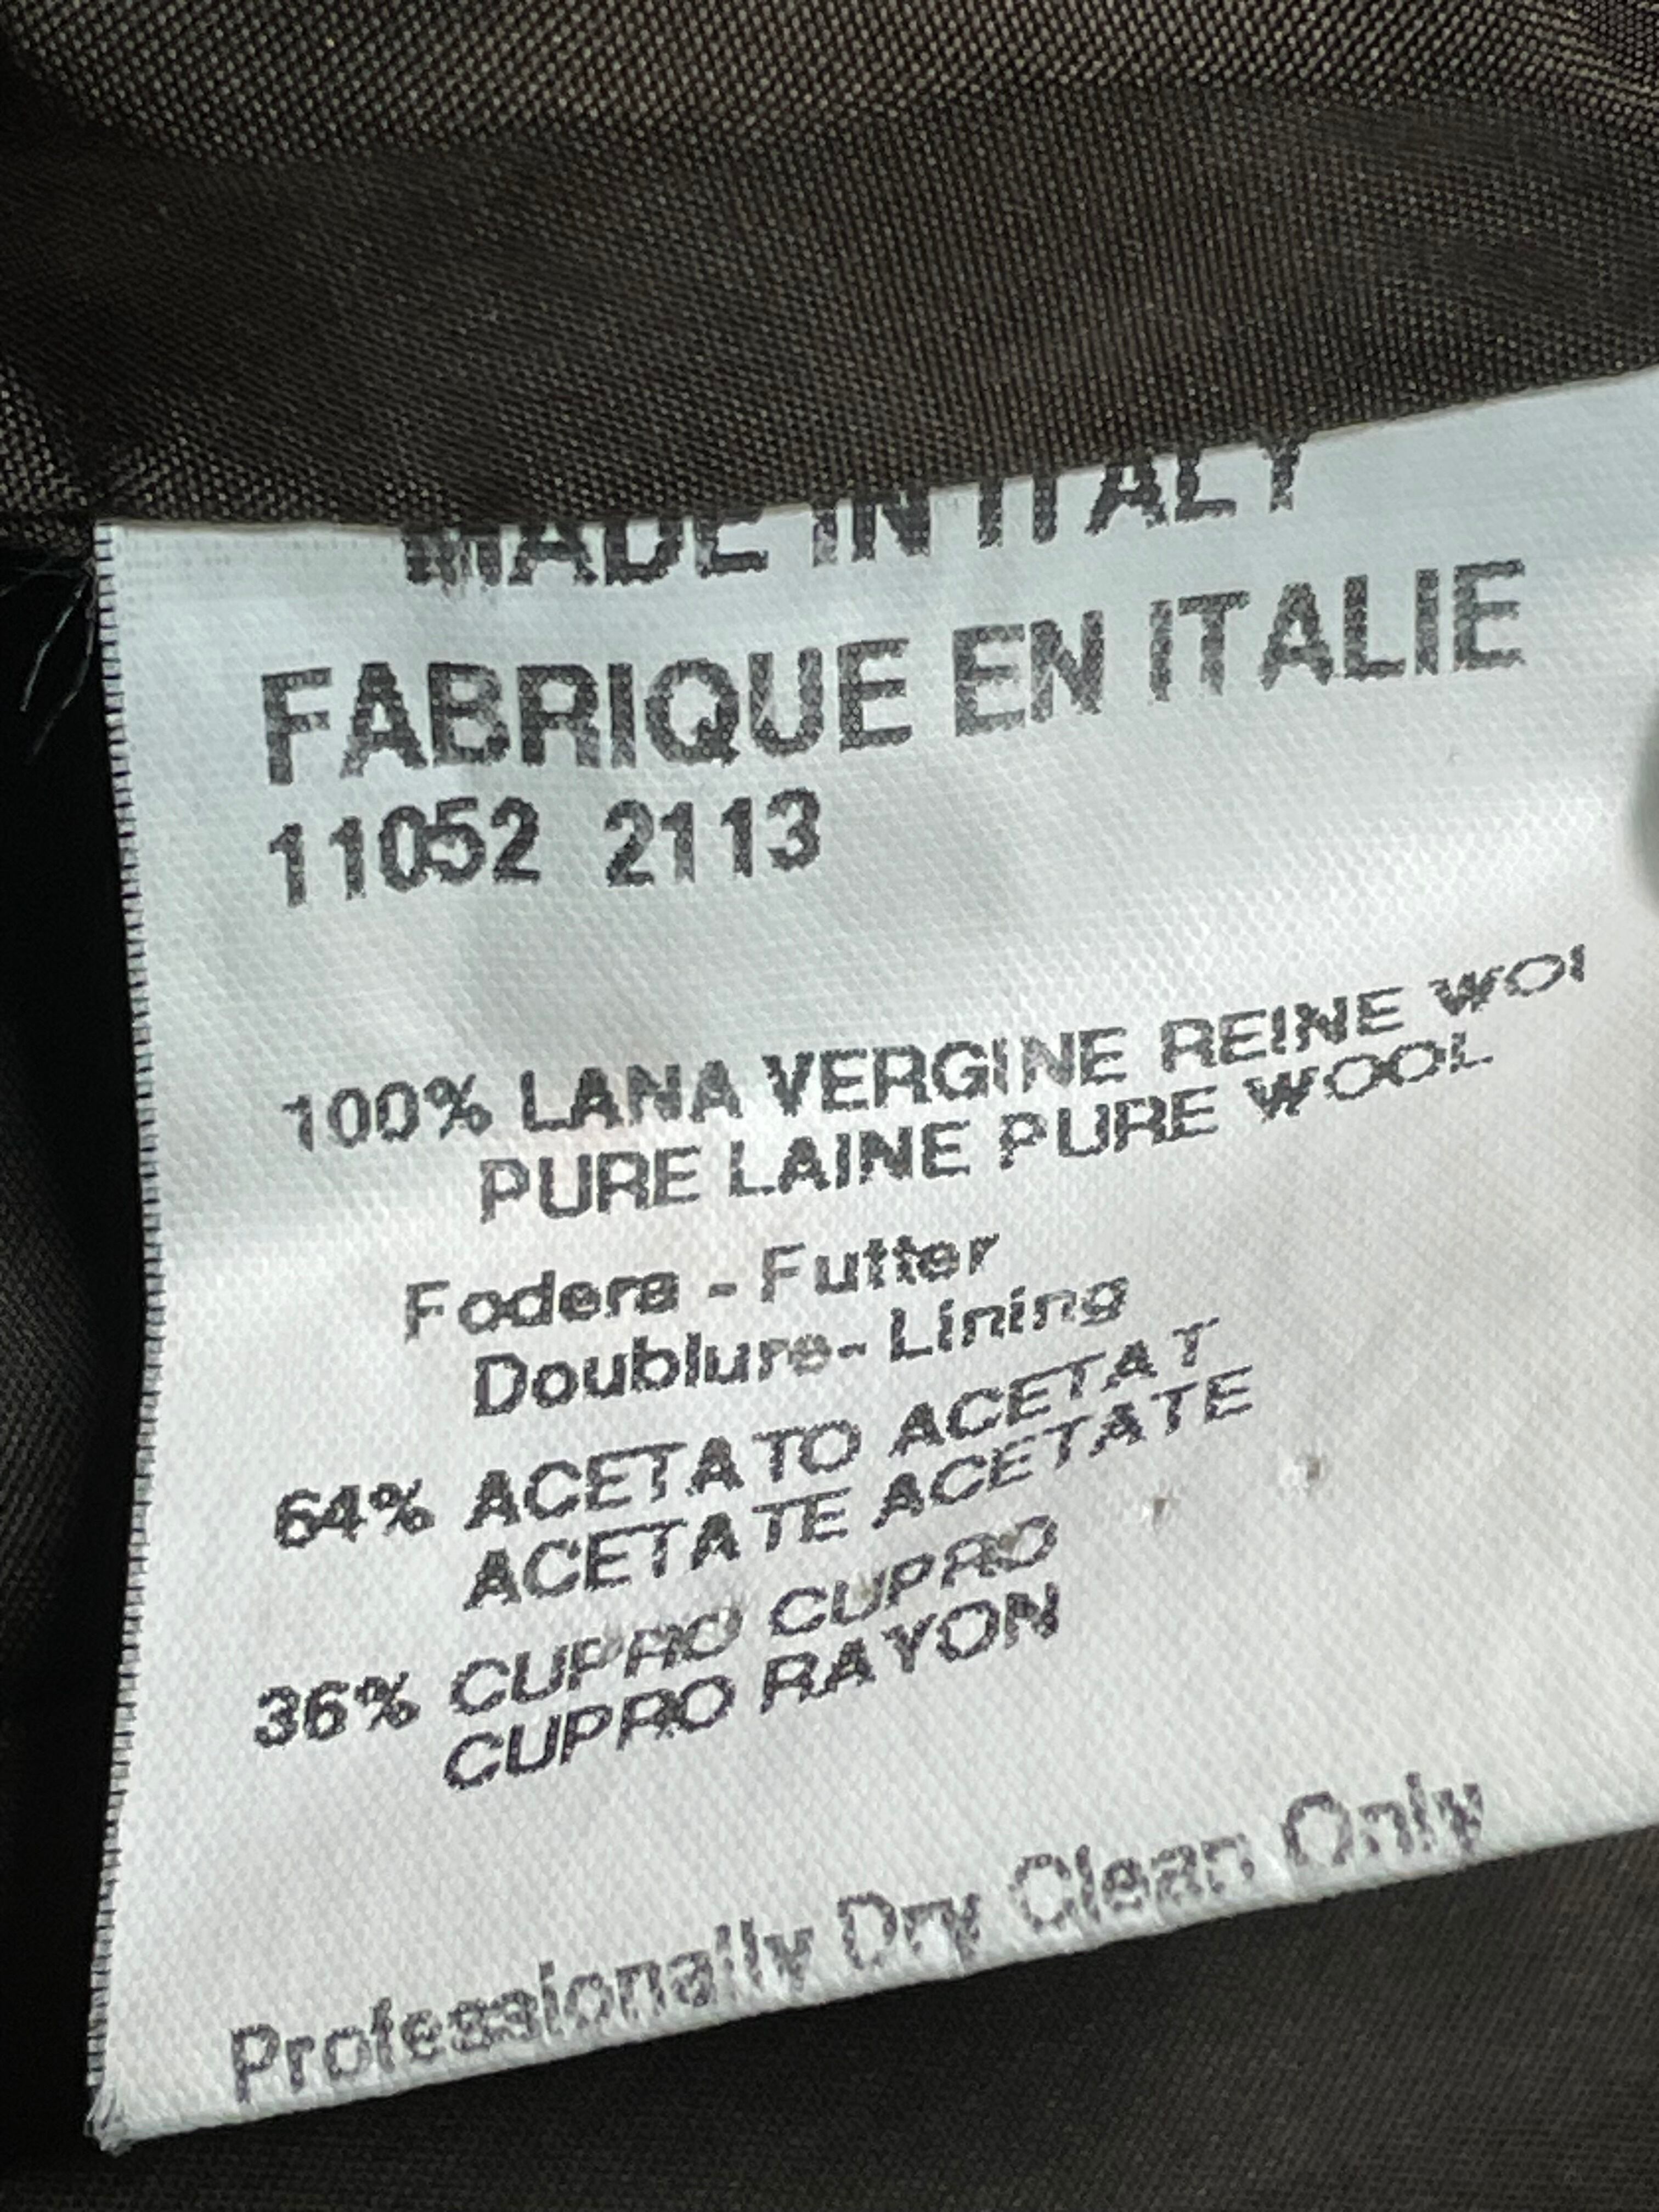 MADE IN ITALY
FABRIQUE EN ITALIE
11052 2113
100% LANA VERGINE REINE
PURE LAINE PURE WOOL
Fodera - Futter
Doublure- Lining
64% ACETATO ACETAT
ACETATE ACETATE
36% CUPRO CUPRO
CUPRO RAYON
Professionally Dry Clean Only